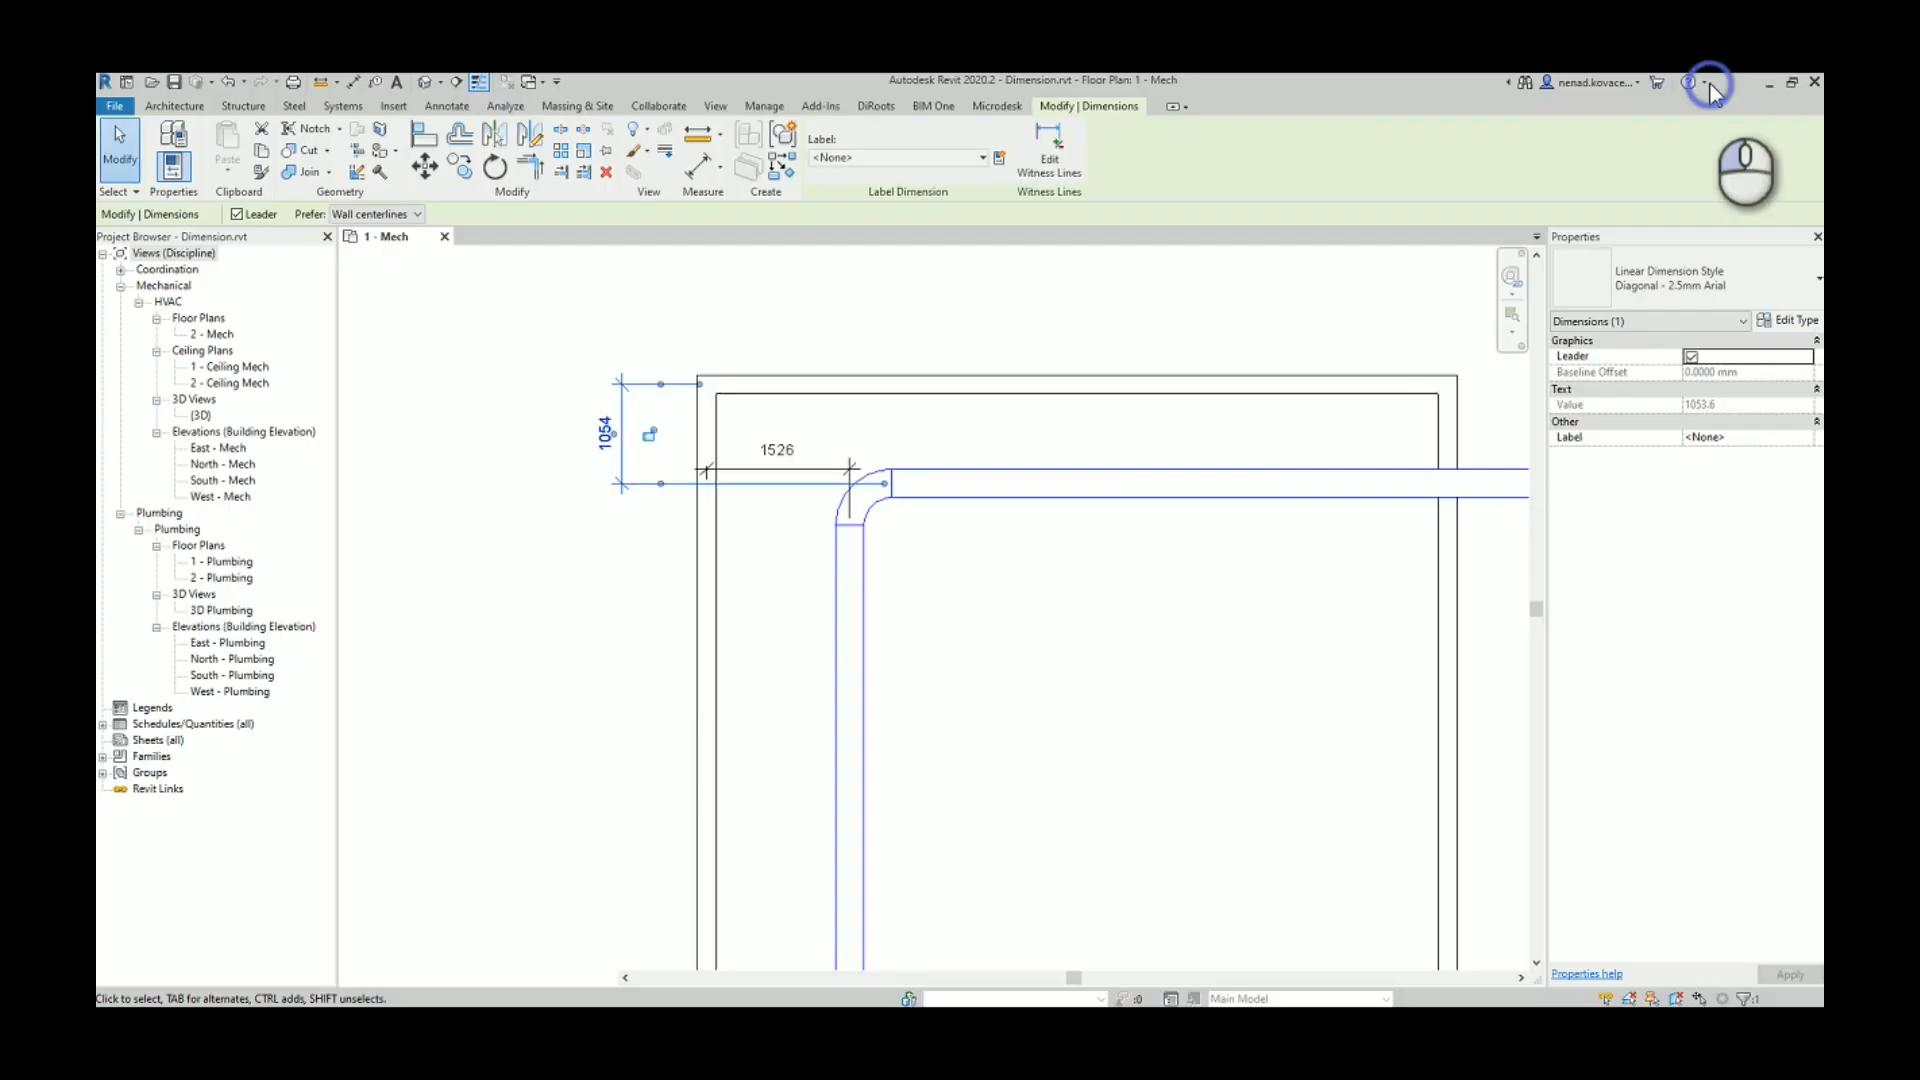 Autodesk Revit 2020.2 - Dimension.rvt - Floor Plan: 1 - Mech
nenad.kovace...
File Architecture Structure Steel Systems Insert Annotate Analyze Massing & Site Collaborate View Manage Add-Ins DiRoots BIM One Microdesk Modify | Dimensions
Modify
Paste
Notch
Cut
Join
Label:
<None>
Edit
Witness Lines
Select Properties Clipboard Geometry Modify View Measure Create Label Dimension Witness Lines
Modify | Dimensions Leader Prefer: Wall centerlines
Project Browser - Dimension.rvt
1 - Mech
Views (Discipline)
Coordination
Mechanical
HVAC
Floor Plans
2 - Mech
Ceiling Plans
1 - Ceiling Mech
2 - Ceiling Mech
3D Views
(3D)
Elevations (Building Elevation)
East - Mech
North - Mech
South - Mech
West - Mech
Plumbing
Plumbing
Floor Plans
1 - Plumbing
2 - Plumbing
3D Views
3D Plumbing
Elevations (Building Elevation)
East - Plumbing
North - Plumbing
South - Plumbing
West - Plumbing
Legends
Schedules/Quantities (all)
Sheets (all)
Families
Groups
Revit Links
1054
1526
Properties
Linear Dimension Style
Diagonal - 2.5mm Arial
Dimensions (1) Edit Type
Graphics
Leader
Baseline Offset 0.0000 mm
Text
Value 1053.6
Other
Label <None>
Properties help Apply
Click to select, TAB for alternates, CTRL adds, SHIFT unselects.
:0
Main Model
:1